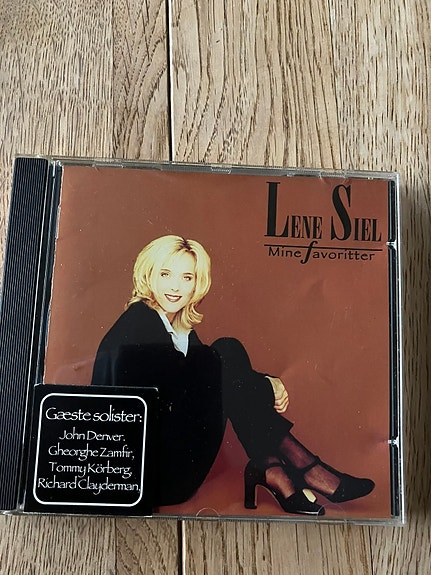 LENE SIEL
Mine favoritter
Gæste solister:
John Denver.
Gheorghe Zamfir,
Tommy Körberg,
Richard Clayderman,